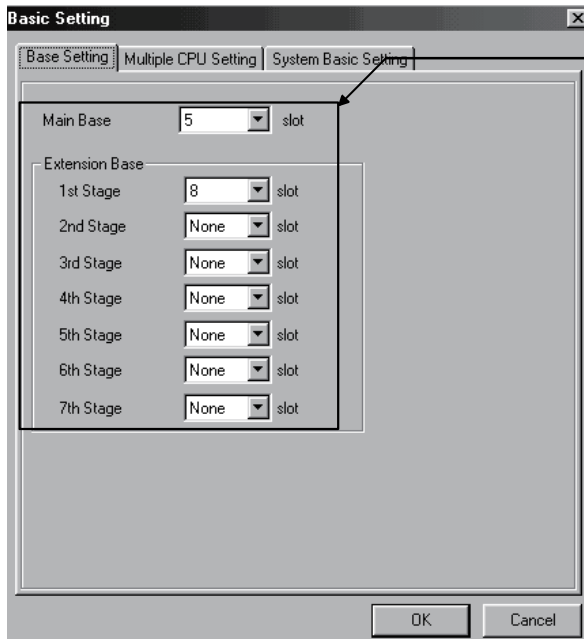 Basic Setting
Base Setting Multiple CPU Setting System Basic Setting
Main Base 5 slot
Extension Base
1st Stage 8 slot
2nd Stage None slot
3rd Stage None slot
4th Stage None slot
5th Stage None slot
6th Stage None slot
7th Stage None slot
OK Cancel